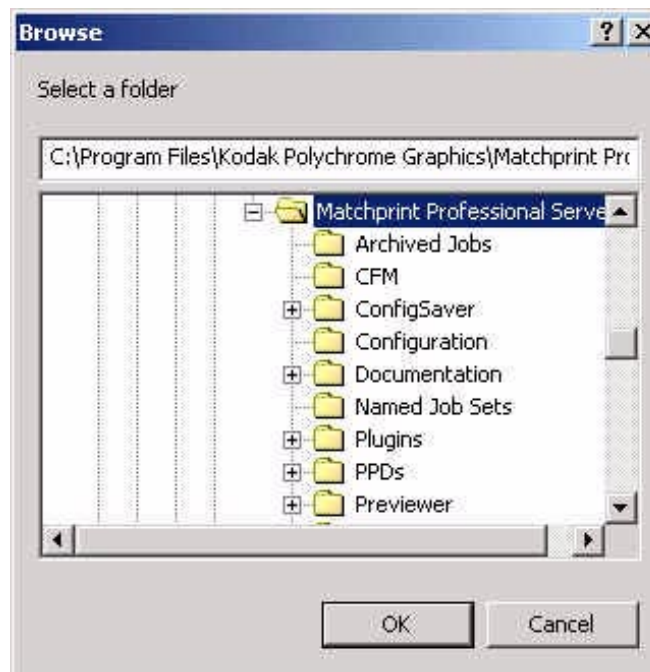 Browse
Select a folder
C:\Program Files\Kodak Polychrome Graphics\Matchprint Pro
Matchprint Professional Serve
Archived Jobs
CFM
ConfigSaver
Configuration
Documentation
Named Job Sets
Plugins
PPDs
Previewer
OK
Cancel